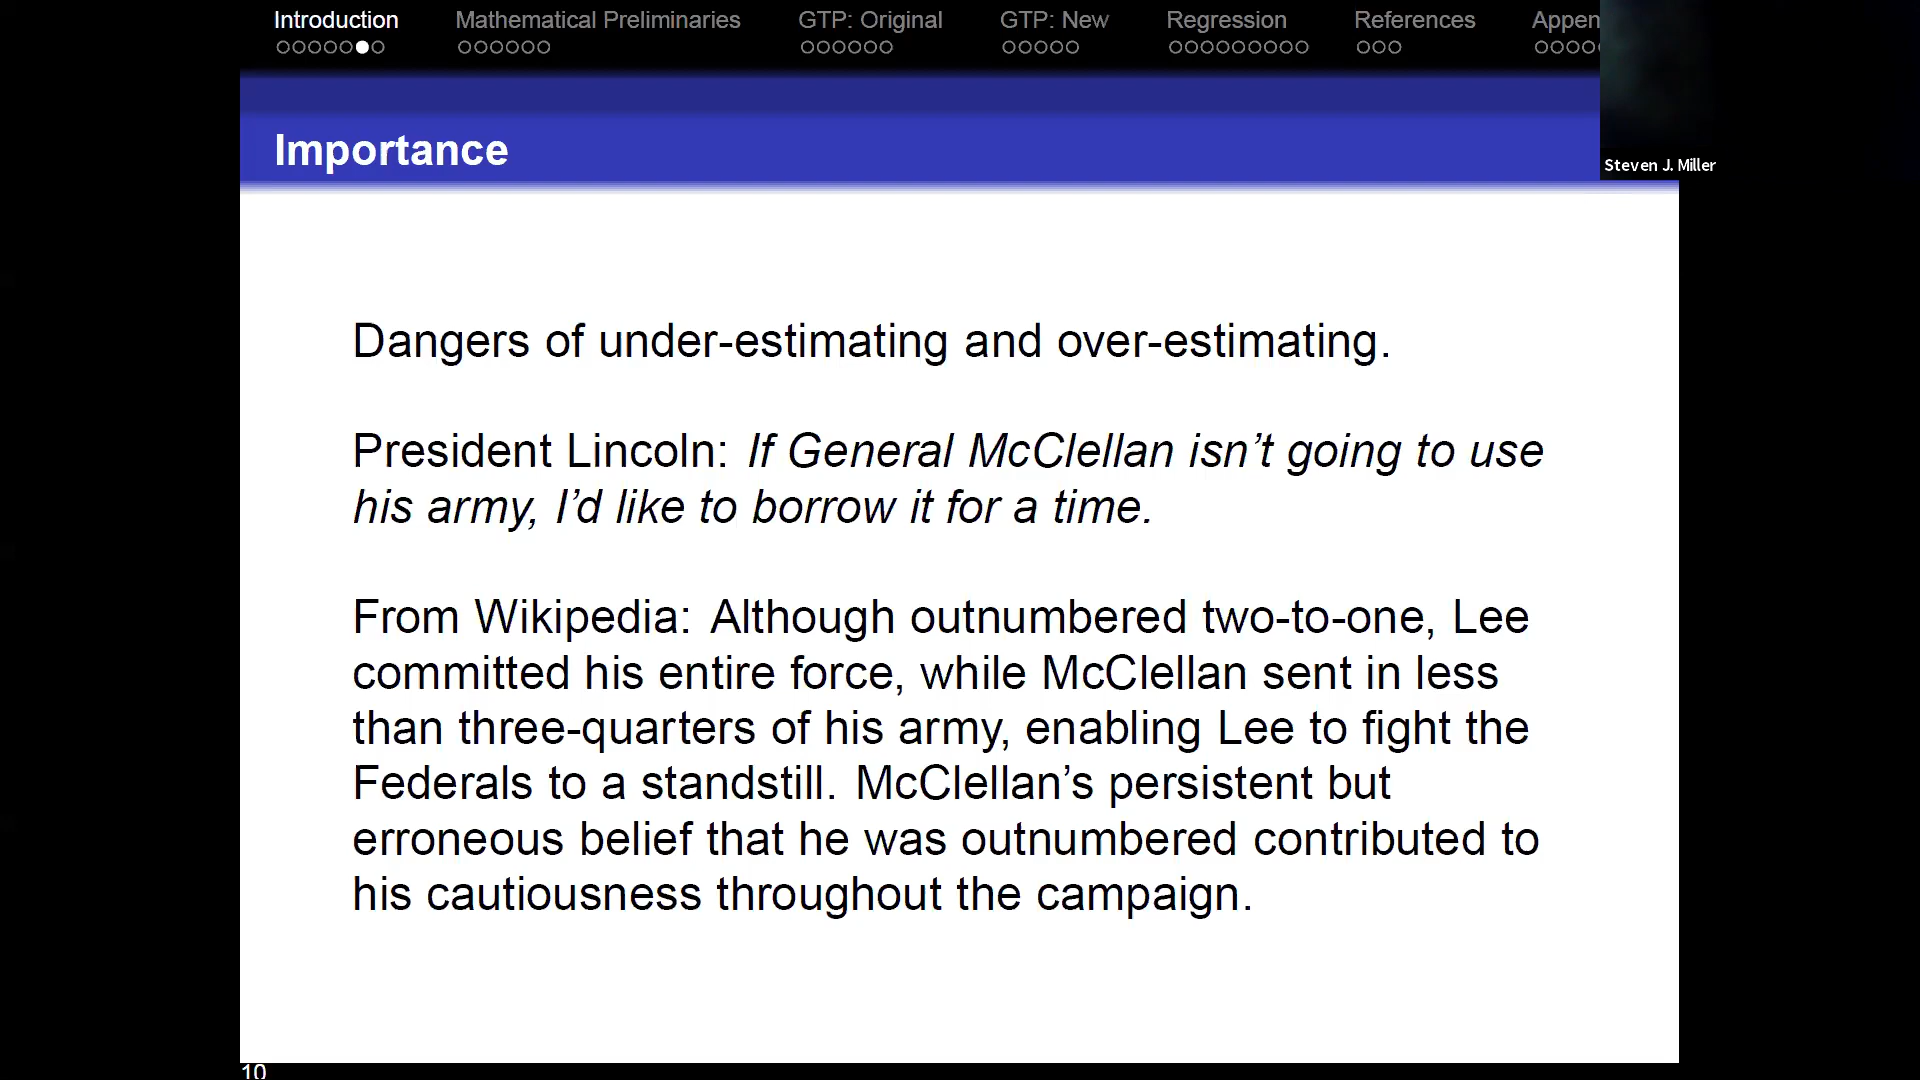 Introduction Mathematical Preliminaries GTP: Original GTP: New Regression References Appen
Importance
Steven J. Miller
Dangers of under-estimating and over-estimating.
President Lincoln: If General McClellan isn’t going to use
his army, I’d like to borrow it for a time.
From Wikipedia: Although outnumbered two-to-one, Lee
committed his entire force, while McClellan sent in less
than three-quarters of his army, enabling Lee to fight the
Federals to a standstill. McClellan’s persistent but
erroneous belief that he was outnumbered contributed to
his cautiousness throughout the campaign.
10